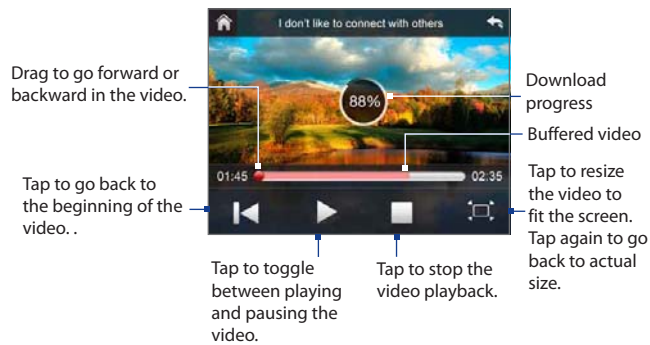 I don't like to connect with others
Drag to go forward or
backward in the video.
88%
Download
progress
Buffered video
01:45
02:35
Tap to go back to
the beginning of the
video. .
Tap to resize
the video to
fit the screen.
Tap again to go
back to actual
size.
Tap to toggle
between playing
and pausing the
video.
Tap to stop the
video playback.